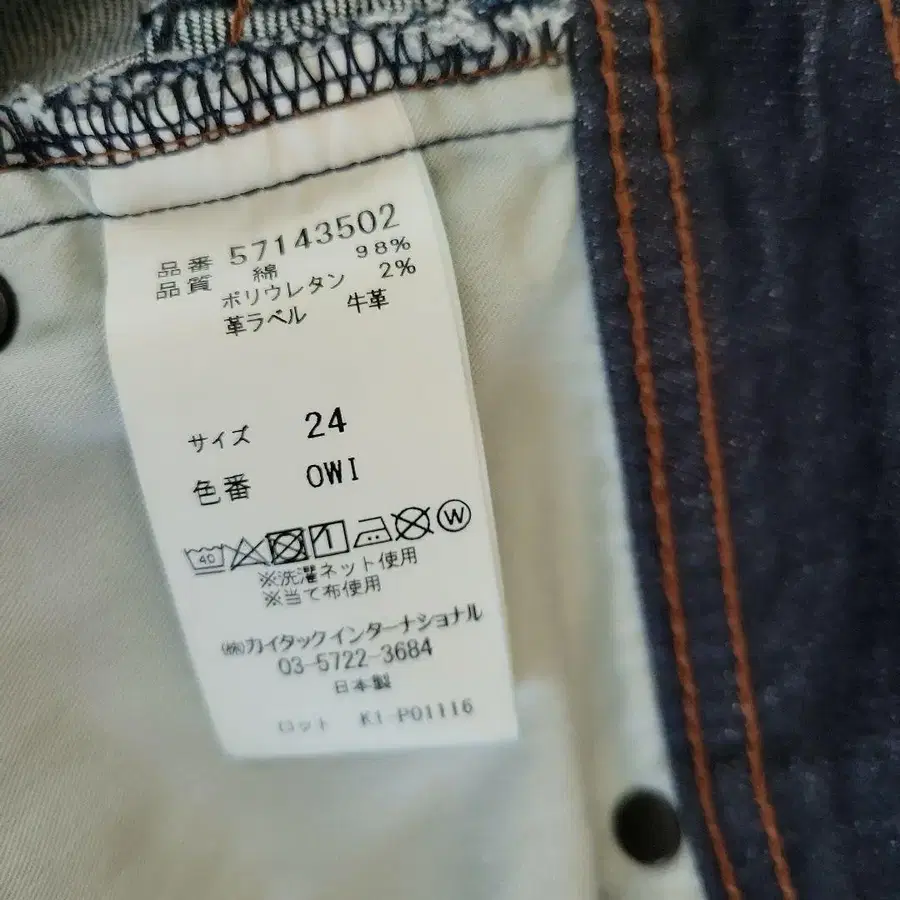 品番 57143502
品質 綿 98%
ポリウレタン 2%
革ラベル 牛革
サイズ 24
色番 OWI
40 W
※洗濯ネット使用
※当て布使用
㈱カイタックインターナショナル
03-5722-3684
日本製
ロット K1-P01116